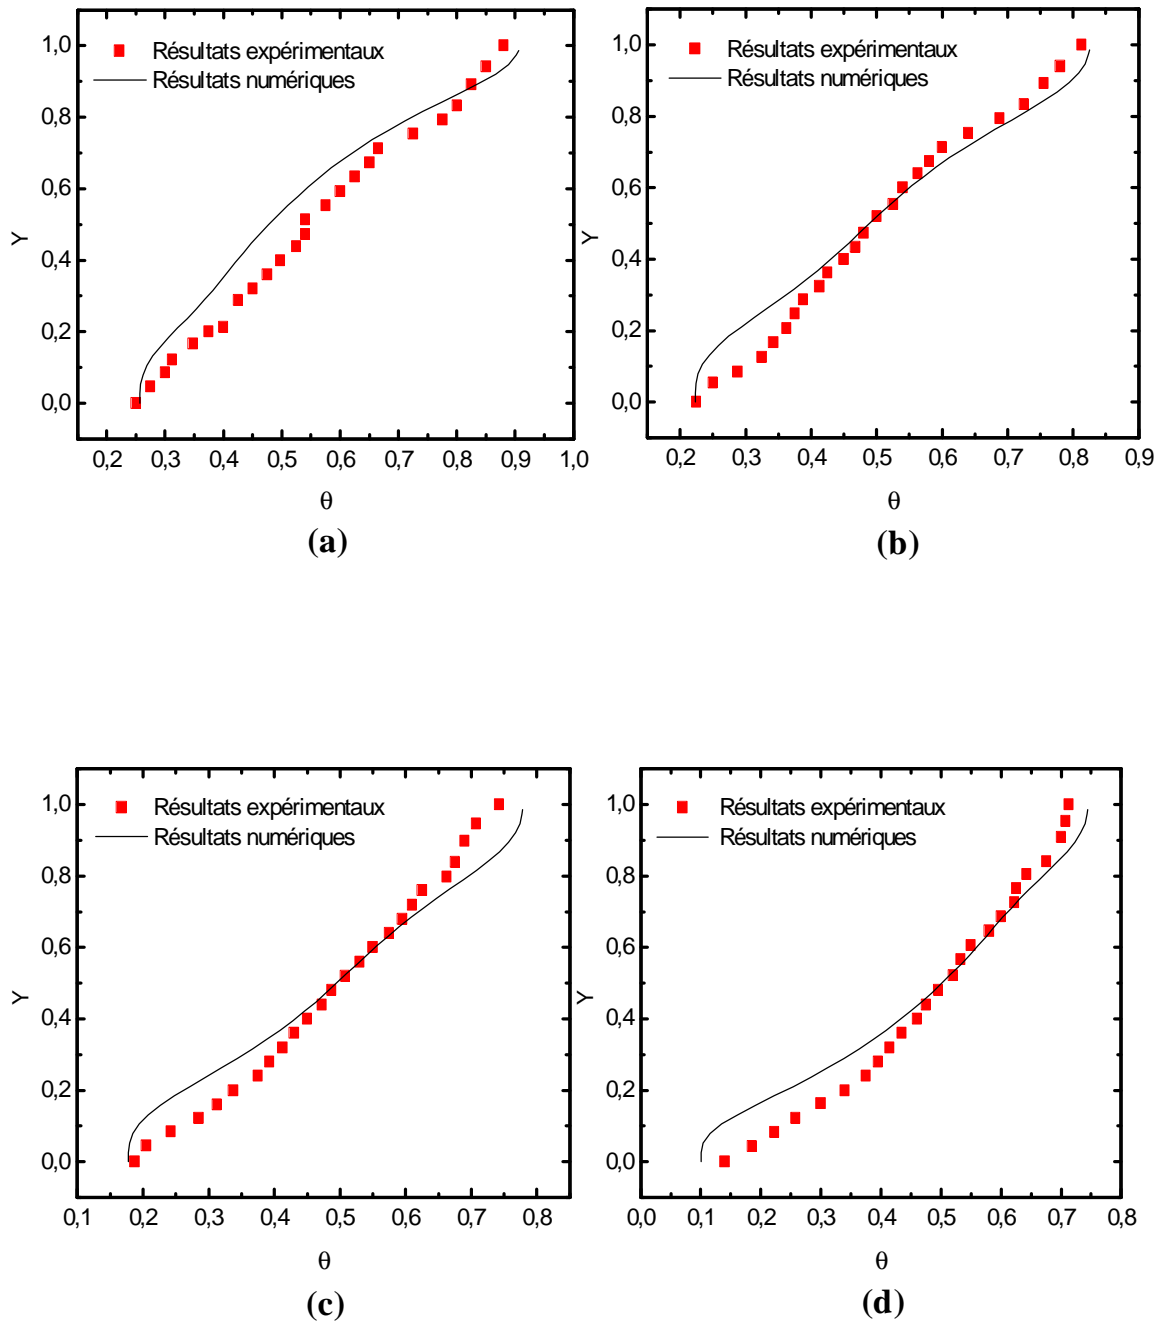 Résultats expérimentaux
Résultats numériques
1,0
0,8
0,6
0,4
0,2
0,0
Y
0,2 0,3 0,4 0,5 0,6 0,7 0,8 0,9 1,0
θ
(a)
Résultats expérimentaux
Résultats numériques
1,0
0,8
0,6
0,4
0,2
0,0
Y
0,2 0,3 0,4 0,5 0,6 0,7 0,8 0,9
θ
(b)
Résultats expérimentaux
Résultats numériques
1,0
0,8
0,6
0,4
0,2
0,0
Y
0,1 0,2 0,3 0,4 0,5 0,6 0,7 0,8
θ
(c)
Résultats expérimentaux
Résultats numériques
1,0
0,8
0,6
0,4
0,2
0,0
Y
0,0 0,1 0,2 0,3 0,4 0,5 0,6 0,7 0,8
θ
(d)